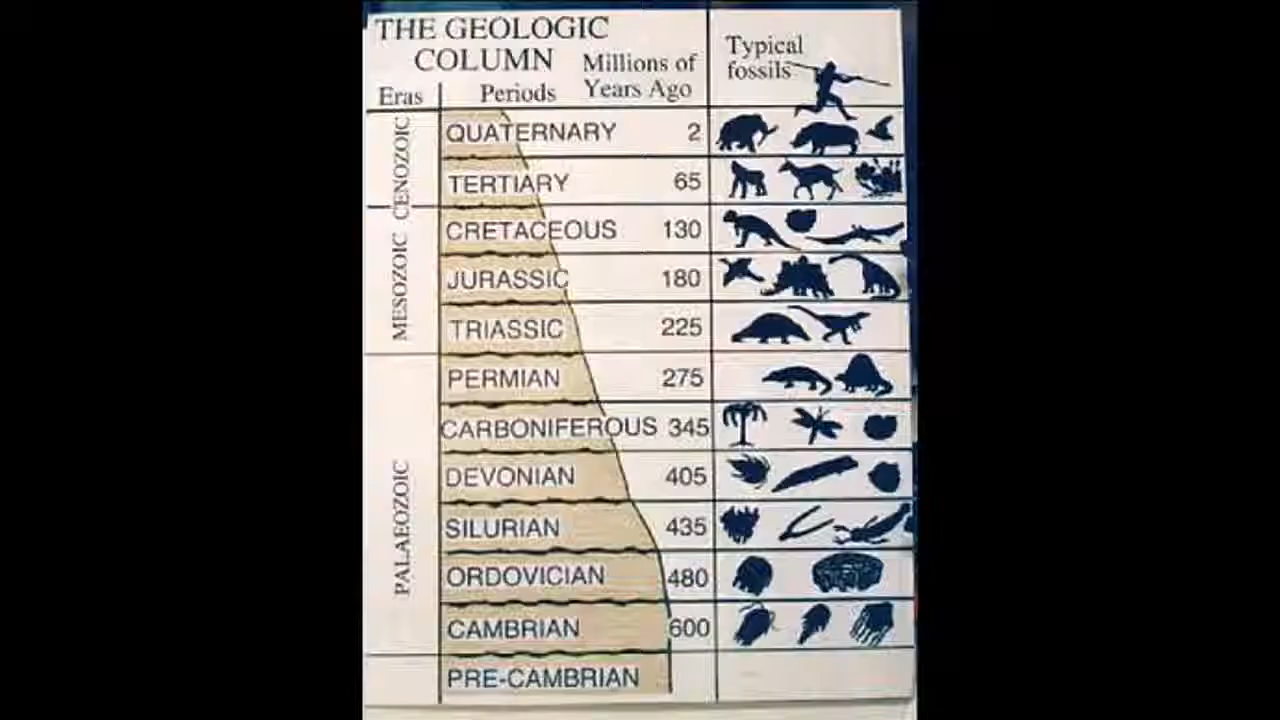 THE GEOLOGIC
COLUMN
Millions of
Years Ago
Typical
fossils
Eras
Periods
CENOZOIC
QUATERNARY 2
TERTIARY 65
MESOZOIC
CRETACEOUS 130
JURASSIC 180
TRIASSIC 225
PALAEOZOIC
PERMIAN 275
CARBONIFEROUS 345
DEVONIAN 405
SILURIAN 435
ORDOVICIAN 480
CAMBRIAN 600
PRE-CAMBRIAN